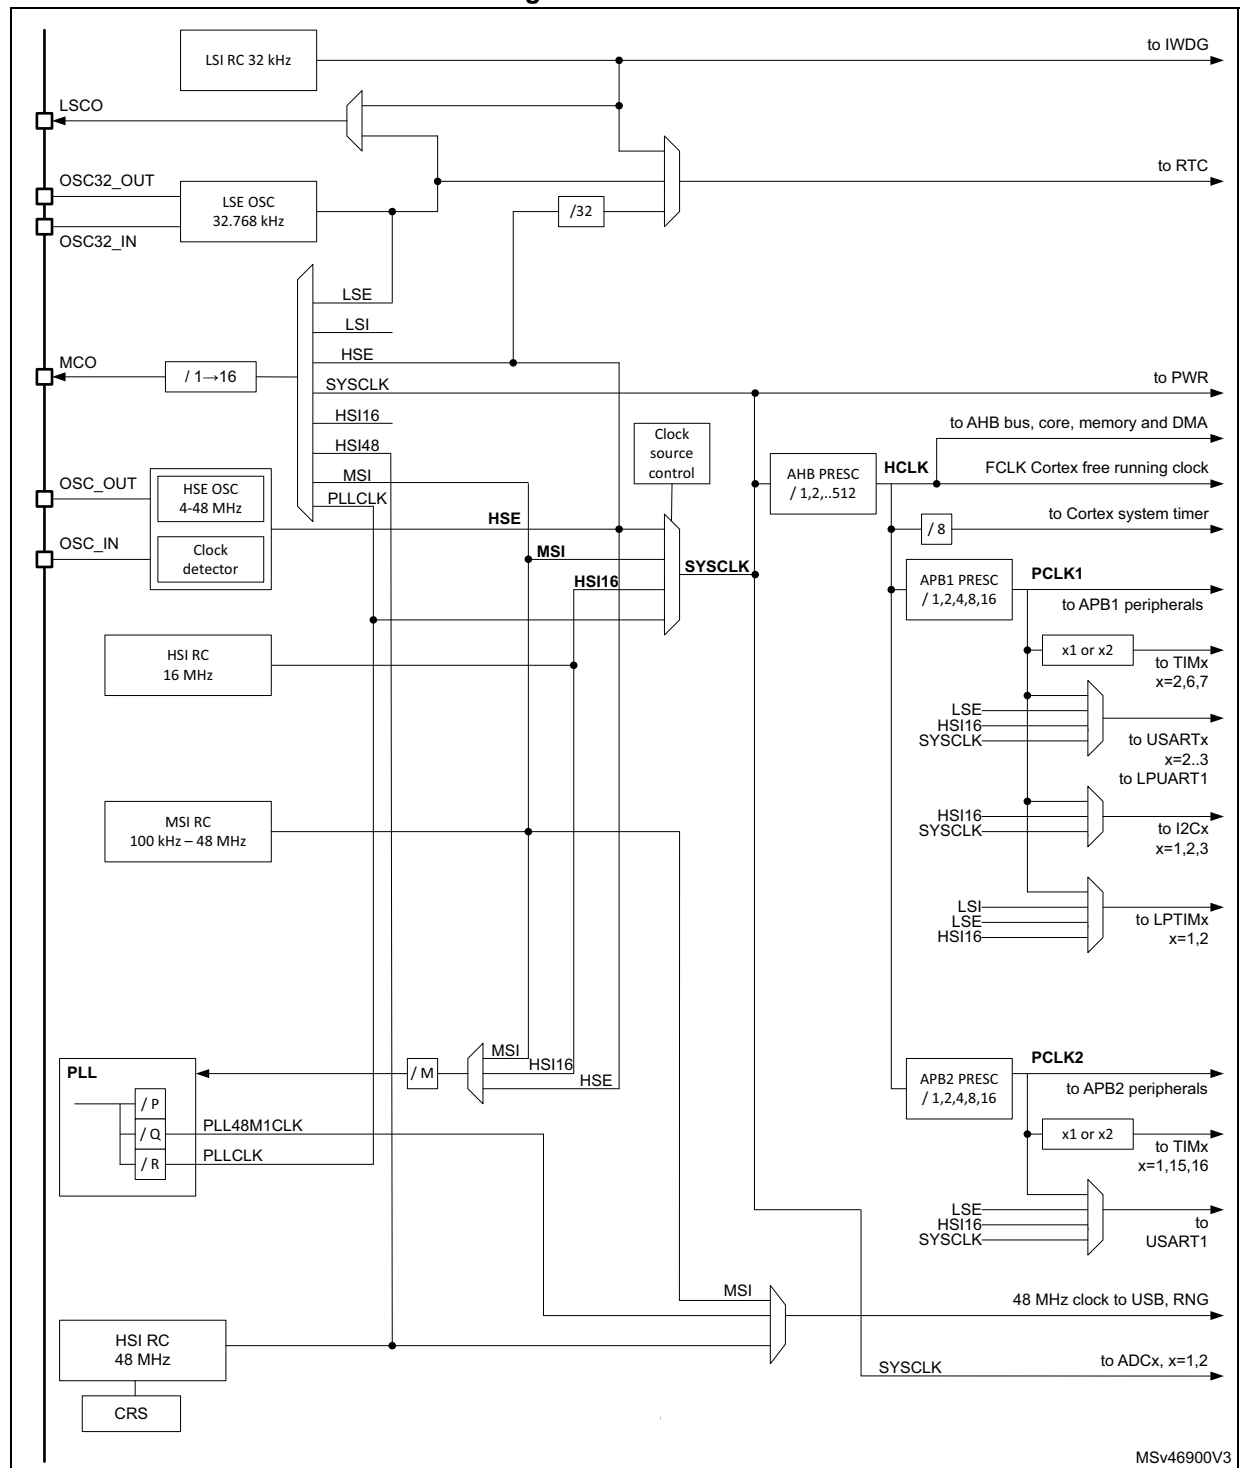 LSI RC 32 kHz
to IWDG
LSCO
OSC32_OUT
to RTC
LSE OSC
32.768 kHz
/32
OSC32_IN
LSE
LSI
HSE
MCO
/ 1→16
SYSCLK
to PWR
HSI16
Clock
source
control
to AHB bus, core, memory and DMA
HSI48
MSI
PLLCLK
OSC_OUT
HSE OSC
4-48 MHz
AHB PRESC
/ 1,2,..512
HCLK
FCLK Cortex free running clock
HSE
/ 8
to Cortex system timer
OSC_IN
Clock
detector
MSI
SYSCLK
HSI16
APB1 PRESC
/ 1,2,4,8,16
PCLK1
to APB1 peripherals
HSI RC
16 MHz
x1 or x2
to TIMx
x=2,6,7
LSE
HSI16
SYSCLK
to USARTx
x=2..3
to LPUART1
MSI RC
100 kHz – 48 MHz
HSI16
SYSCLK
to I2Cx
x=1,2,3
LSI
LSE
HSI16
to LPTIMx
x=1,2
PLL
/ M
MSI
HSI16
HSE
APB2 PRESC
/ 1,2,4,8,16
PCLK2
to APB2 peripherals
/ P
/ Q
PLL48M1CLK
/ R
PLLCLK
x1 or x2
to TIMx
x=1,15,16
LSE
HSI16
SYSCLK
to
USART1
MSI
48 MHz clock to USB, RNG
HSI RC
48 MHz
SYSCLK
to ADCx, x=1,2
CRS
MSv46900V3